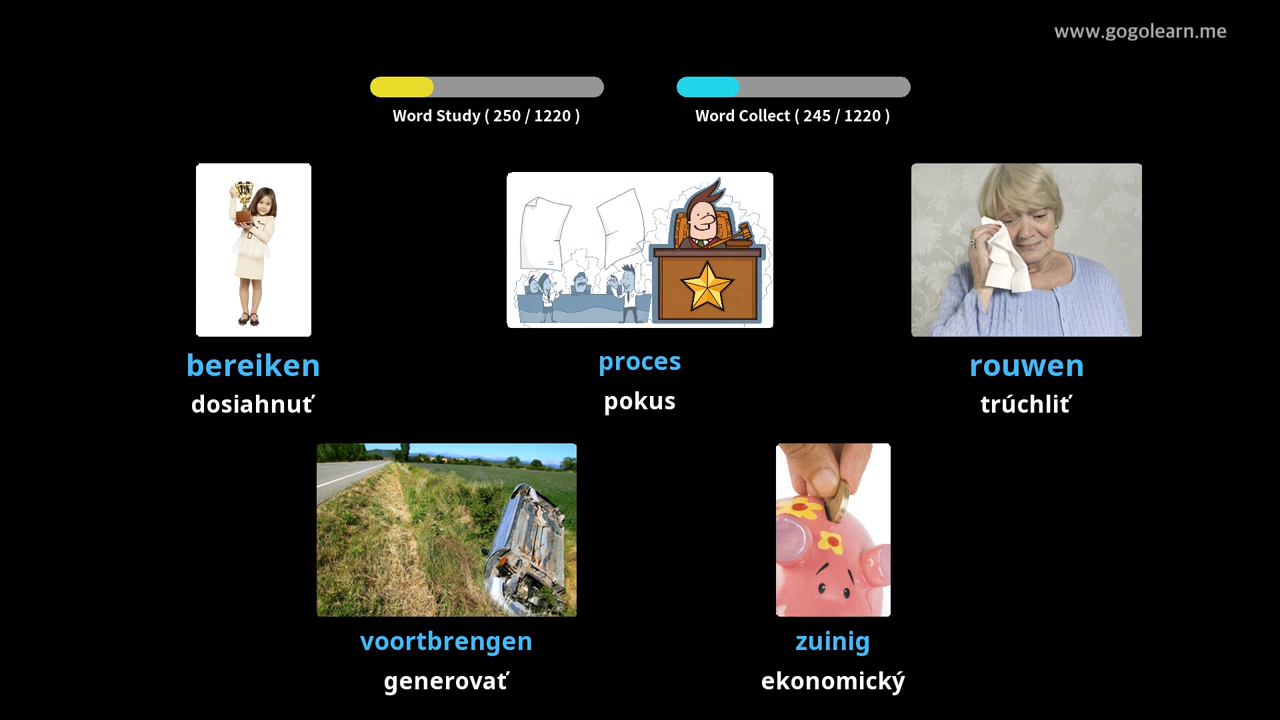 www.gogolearn.me
Word Study ( 250 / 1220 )
Word Collect ( 245 / 1220 )
bereiken
dosiahnuť
proces
pokus
rouwen
trúchliť
voortbrengen
generovať
zuinig
ekonomický